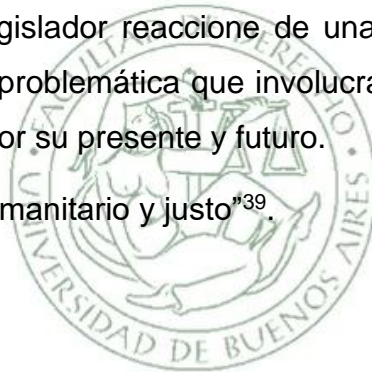 gislador reaccione de una
problemática que involucra
or su presente y futuro.
manitario y justo”³⁹.
FACULTAD DE DERECHO
UNIVERSIDAD DE BUENOS AIRES